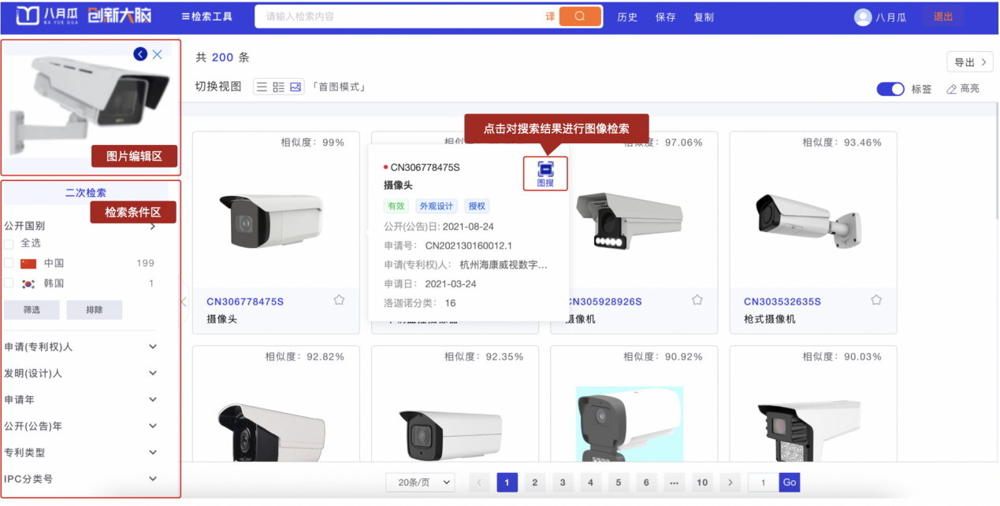 八月瓜
BA YUE GUA
创新大脑
检索工具
请输入检索内容
译
历史
保存
复制
八月瓜
退出
图片编辑区
二次检索
检索条件区
公开国别
全选
中国 199
韩国 1
筛选 排除
申请(专利权)人
发明(设计)人
申请年
公开(公告)年
专利类型
IPC分类号
共 200 条
导出
切换视图 「首图模式」
标签 高亮
点击对搜索结果进行图像检索
相似度：99%
CN306778475S
摄像头
相似
CN306778475S
图搜
摄像头
有效 外观设计 授权
公开(公告)日: 2021-08-24
申请号: CN202130160012.1
申请(专利权)人: 杭州海康威视数字...
申请日: 2021-03-24
洛迦诺分类: 16
相似度：97.06%
CN305928926S
摄像机
相似度：93.46%
CN303532635S
枪式摄像机
相似度：92.82%
相似度：92.35%
相似度：90.92%
相似度：90.03%
20条/页 1 2 3 4 5 6 ··· 10 1 Go